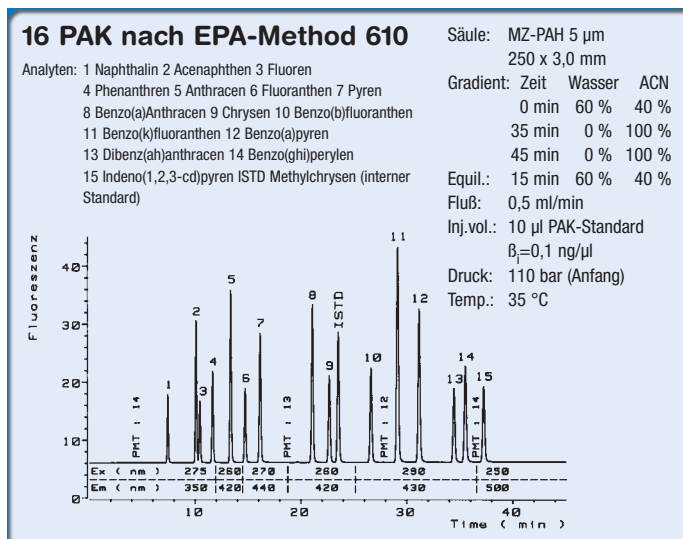 16 PAK nach EPA-Method 610
Analyten: 1 Naphthalin 2 Acenaphthen 3 Fluoren
4 Phenanthren 5 Anthracen 6 Fluoranthen 7 Pyren
8 Benzo(a)Anthracen 9 Chrysen 10 Benzo(b)fluoranthen
11 Benzo(k)fluoranthen 12 Benzo(a)pyren
13 Dibenz(ah)anthracen 14 Benzo(ghi)perylen
15 Indeno(1,2,3-cd)pyren ISTD Methylchrysen (interner
Standard)
Säule: MZ-PAH 5 µm
250 x 3,0 mm
Gradient: Zeit Wasser ACN
0 min 60 % 40 %
35 min 0 % 100 %
45 min 0 % 100 %
Equil.: 15 min 60 % 40 %
Fluß: 0,5 ml/min
Inj.vol.: 10 µl PAK-Standard
ßi=0,1 ng/µl
Druck: 110 bar (Anfang)
Temp.: 35 °C
Fluoreszenz
40
30
20
10
0
1
2
3
4
5
6
7
8
9
ISTD
10
11
12
13
14
15
PMT : 14
PMT : 13
PMT : 12
PMT : 14
Ex ( nm ) 275 260 270 260 290 250
Em ( nm ) 350 420 440 420 430 500
10 20 30 40
Time ( min )